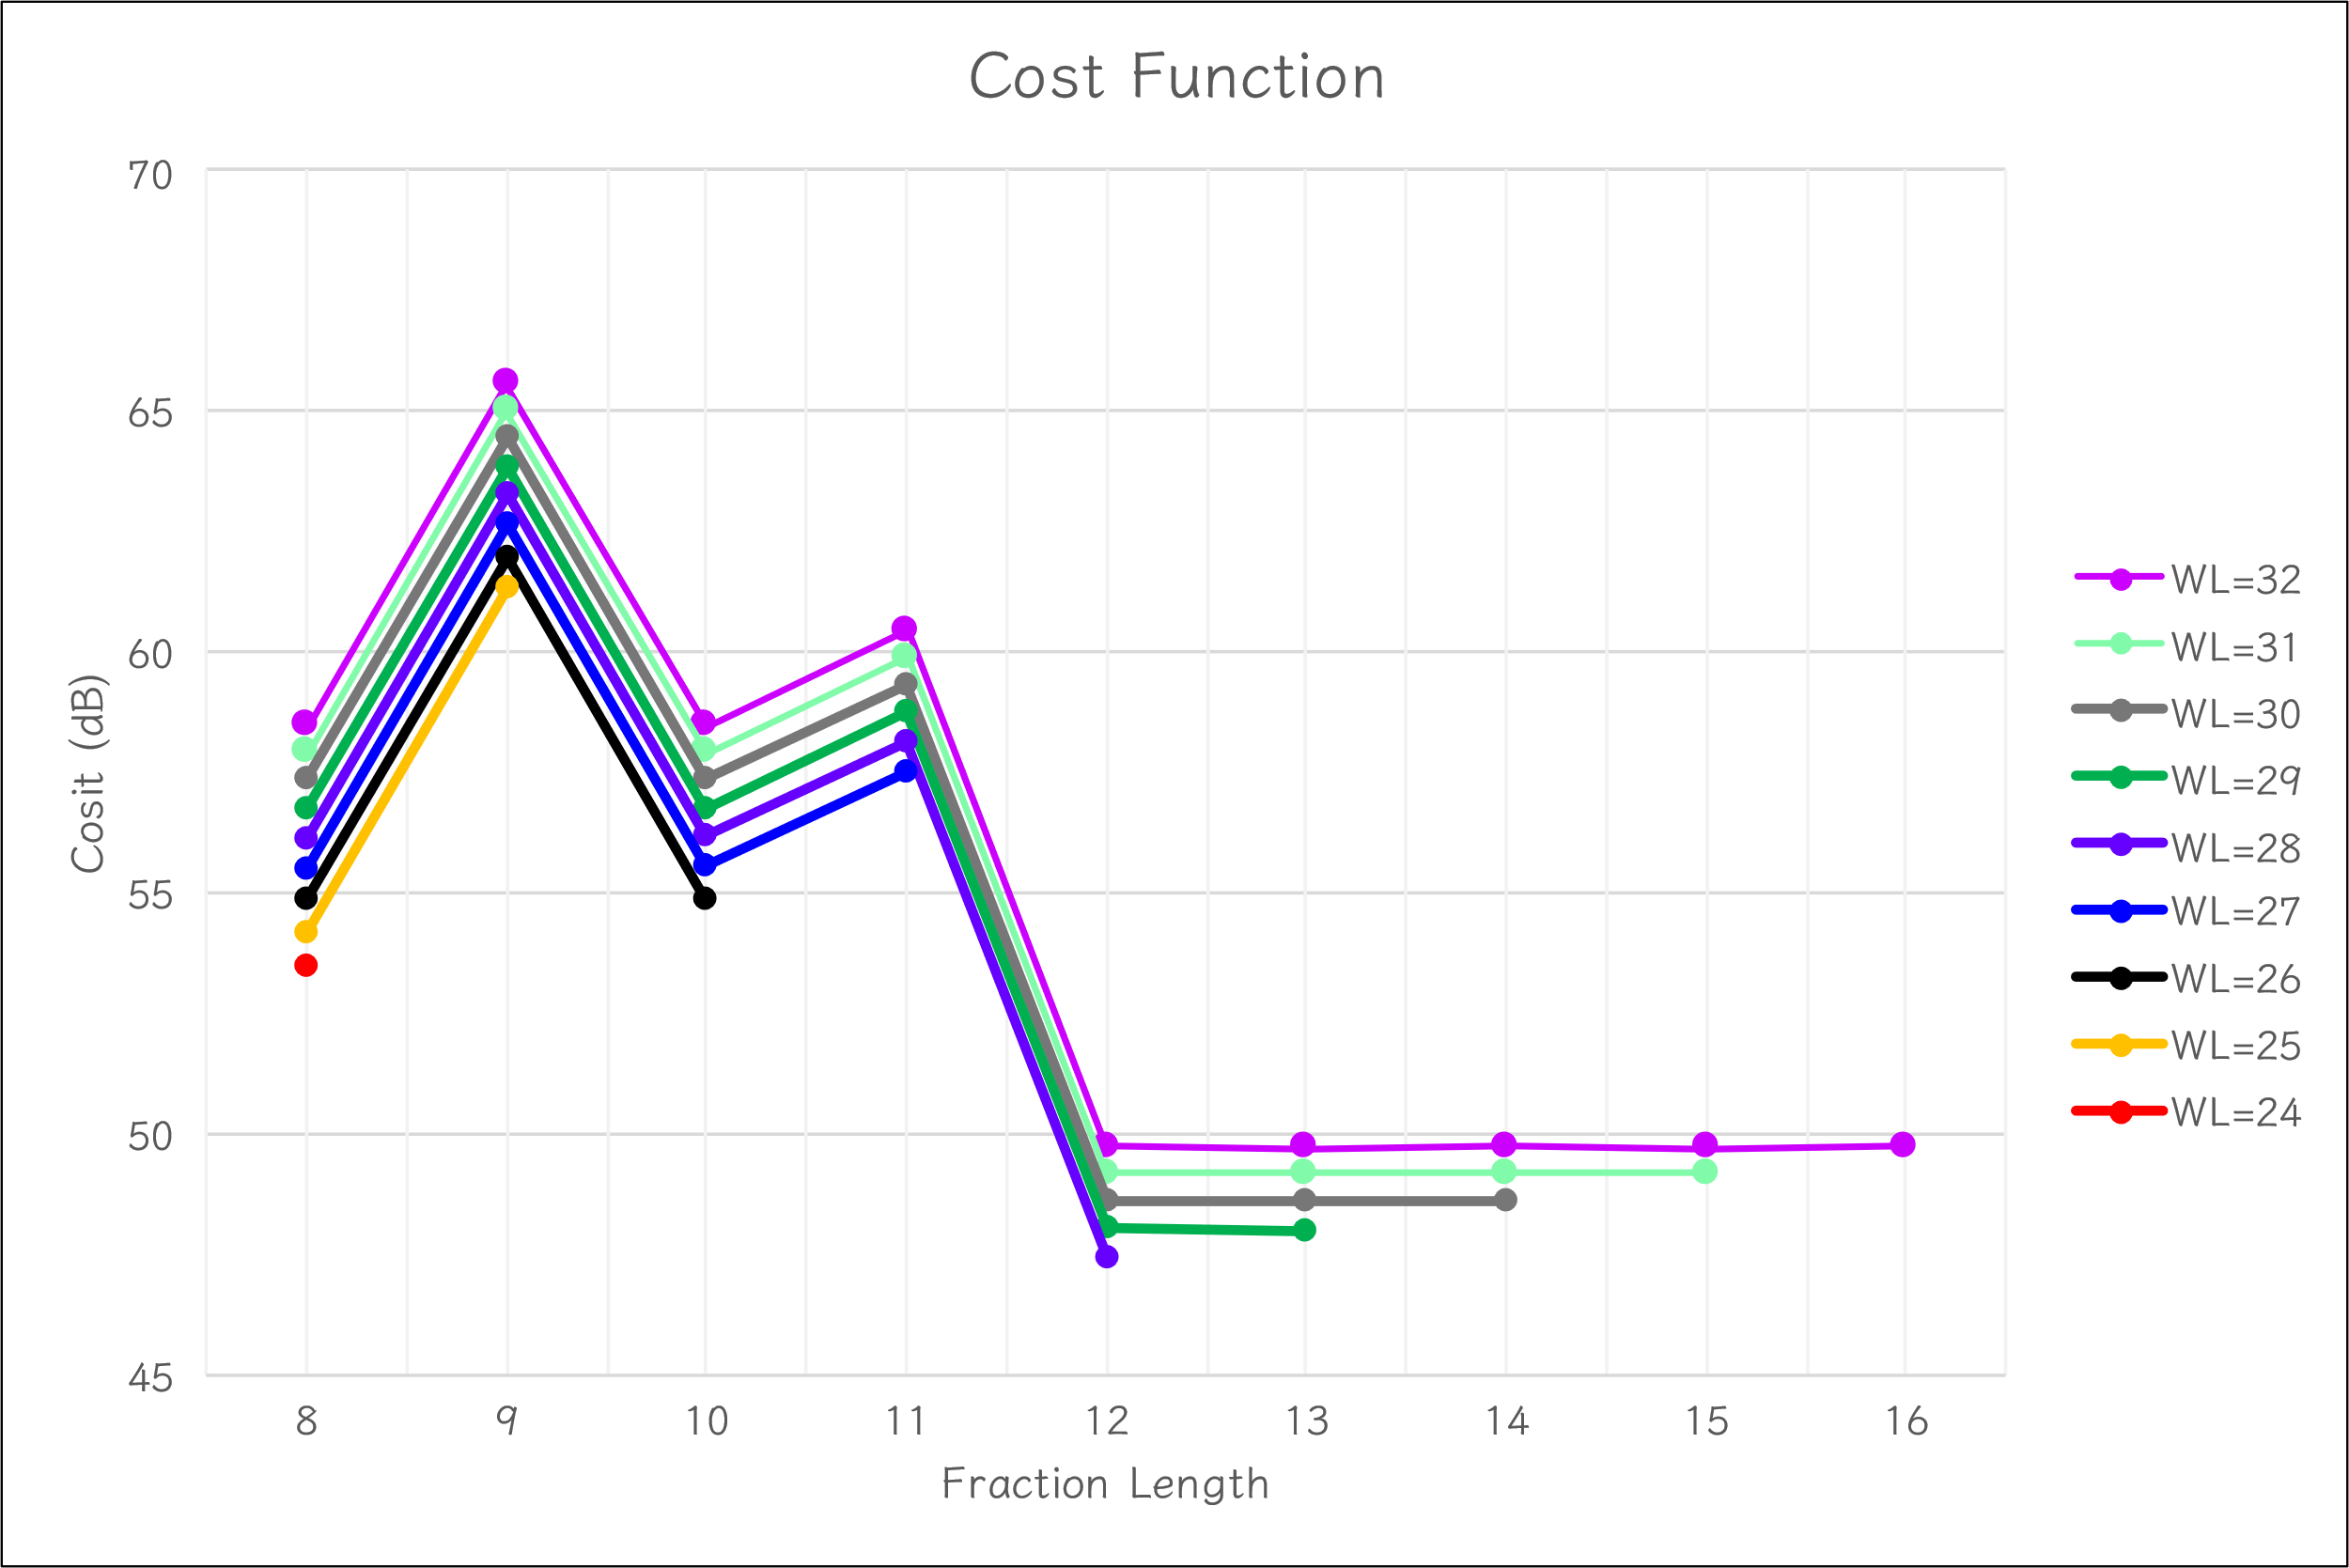 Cost Function
70
65
60
55
50
45
Cosit (dB)
8 9 10 11 12 13 14 15 16
Fraction Length
WL=32
WL=31
WL=30
WL=29
WL=28
WL=27
WL=26
WL=25
WL=24